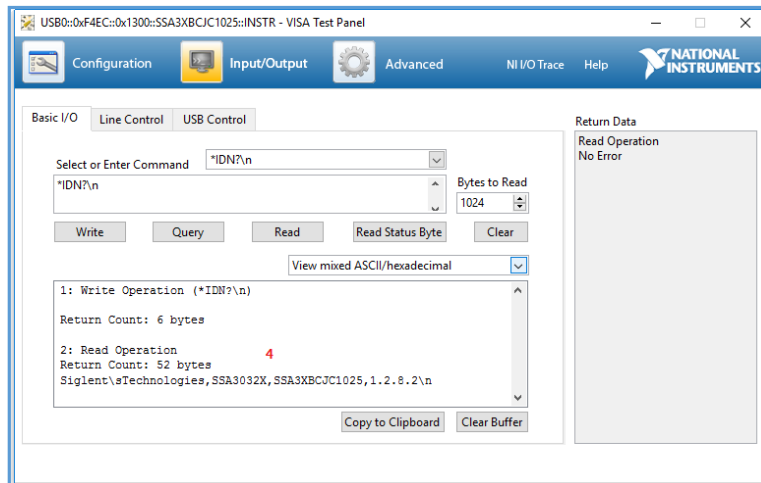 USB0::0xF4EC::0x1300::SSA3XBCJC1025::INSTR - VISA Test Panel
Configuration Input/Output Advanced NI I/O Trace Help NATIONAL INSTRUMENTS
Basic I/O Line Control USB Control
Return Data
Read Operation
No Error
Select or Enter Command *IDN?\n
*IDN?\n
Bytes to Read
1024
Write Query Read Read Status Byte Clear
View mixed ASCII/hexadecimal
1: Write Operation (*IDN?\n)
Return Count: 6 bytes
2: Read Operation 4
Return Count: 52 bytes
Siglent\sTechnologies,SSA3032X,SSA3XBCJC1025,1.2.8.2\n
Copy to Clipboard Clear Buffer